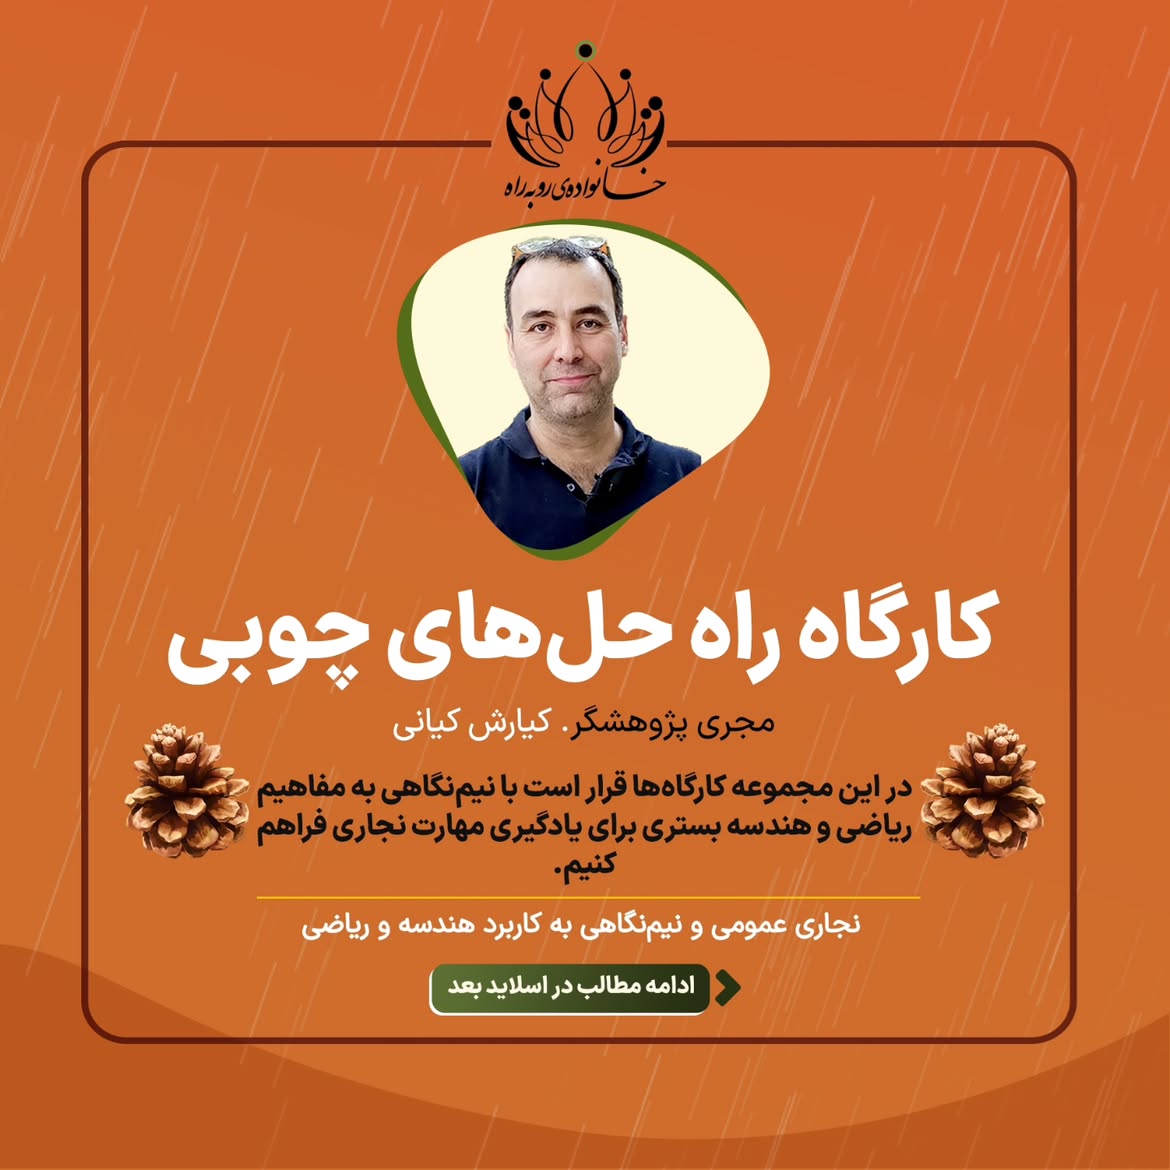 خانواده‌ی رو به راه
کارگاه راه حل‌های چوبی
مجری پژوهشگر. کیارش کیانی
در این مجموعه کارگاه‌ها قرار است با نیم‌نگاهی به مفاهیم
ریاضی و هندسه بستری برای یادگیری مهارت نجاری فراهم
کنیم.
نجاری عمومی و نیم‌نگاهی به کاربرد هندسه و ریاضی
ادامه مطالب در اسلاید بعد